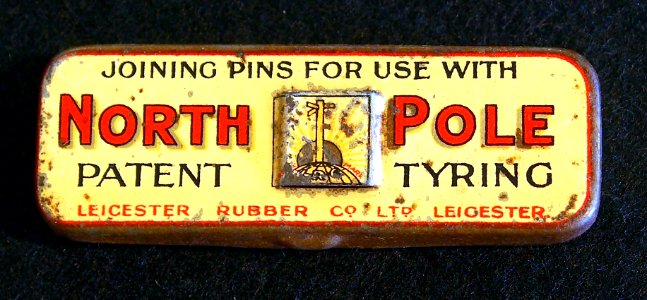 JOINING PINS FOR USE WITH
NORTH POLE
PATENT TYRING
LEICESTER RUBBER CO LTD LEICESTER